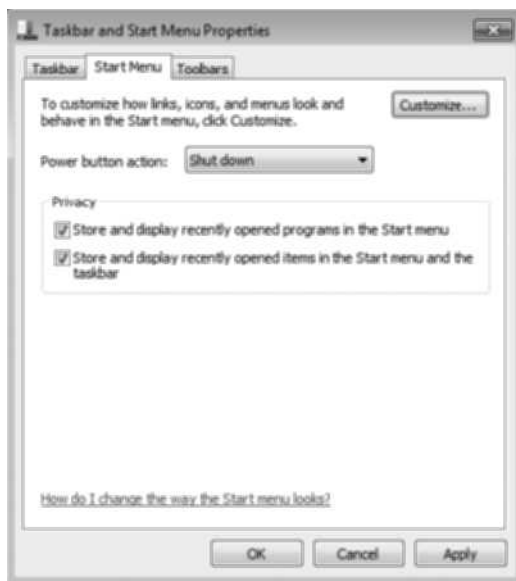 Taskbar and Start Menu Properties
Taskbar
Start Menu
Toolbars
To customize how links, icons, and menus look and
behave in the Start menu, click Customize.
Customize...
Power button action:
Shut down
Privacy
Store and display recently opened programs in the Start menu
Store and display recently opened items in the Start menu and the
taskbar
How do I change the way the Start menu looks?
OK
Cancel
Apply